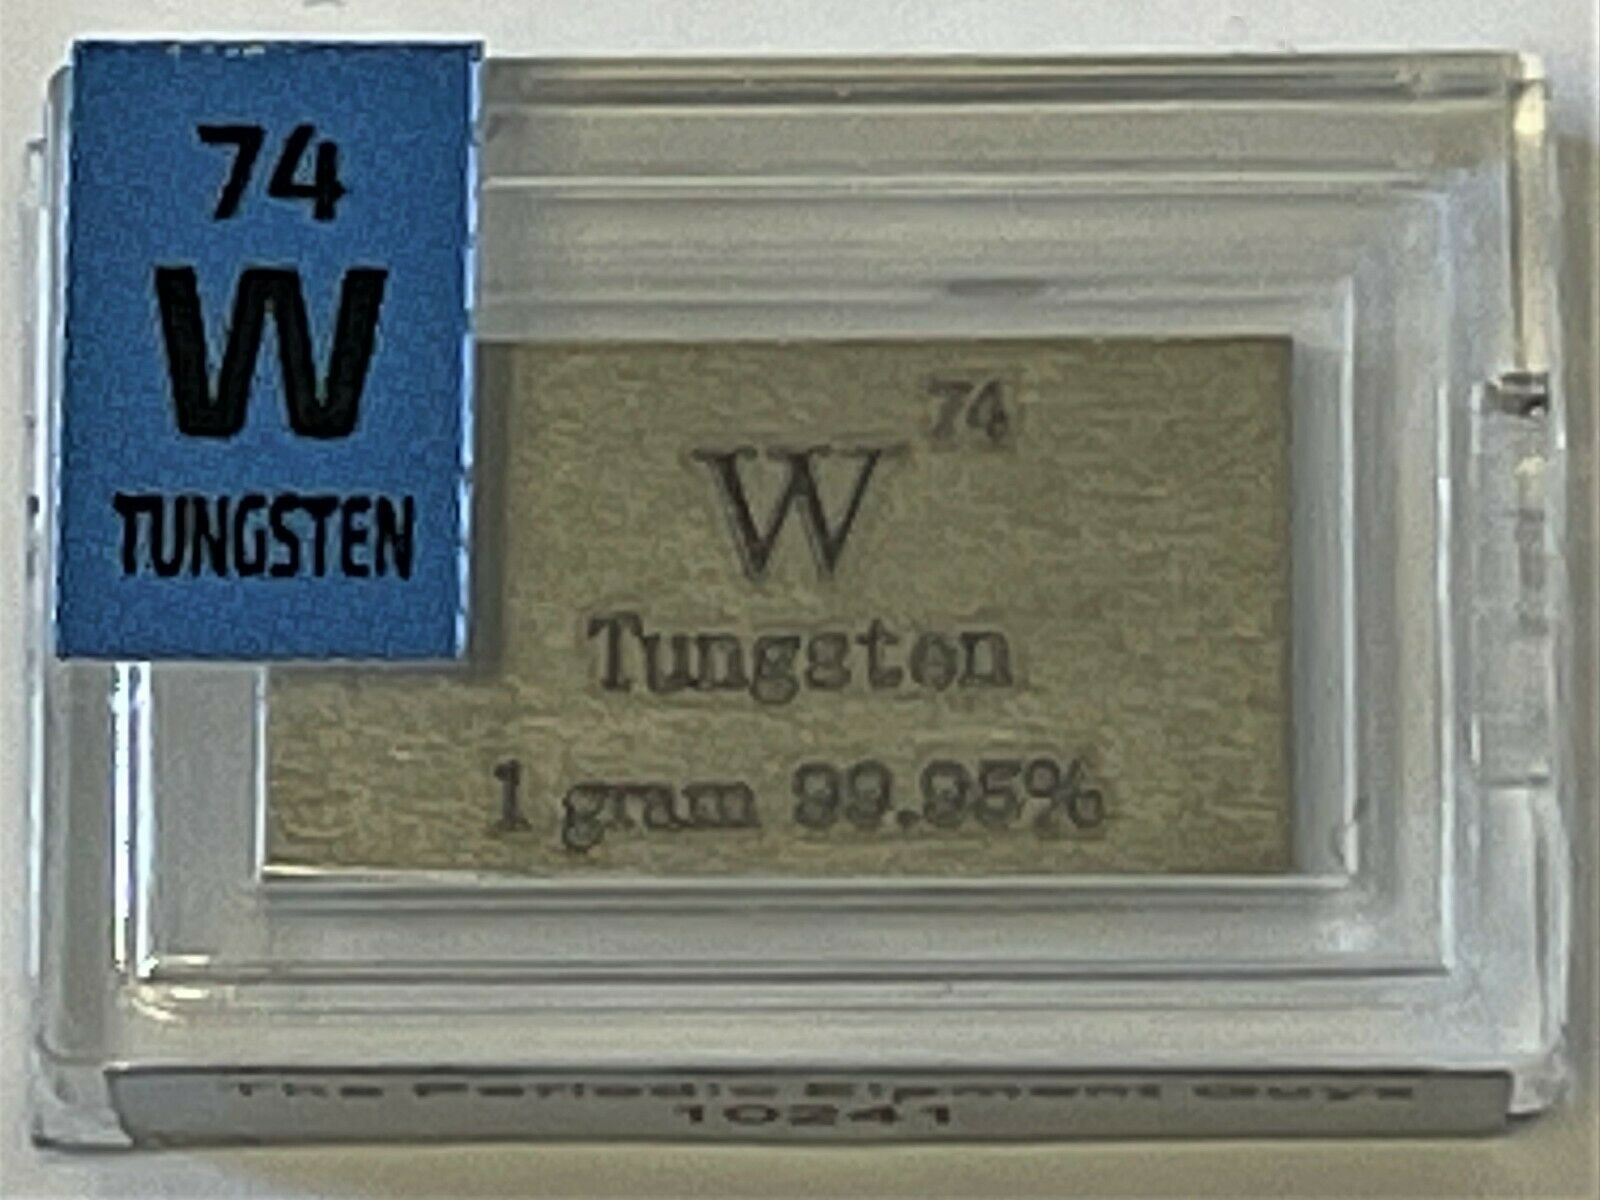 74
W
TUNGSTEN
74
W
Tungsten
1 gram 99.95%
The Periodic Element Guys
10241